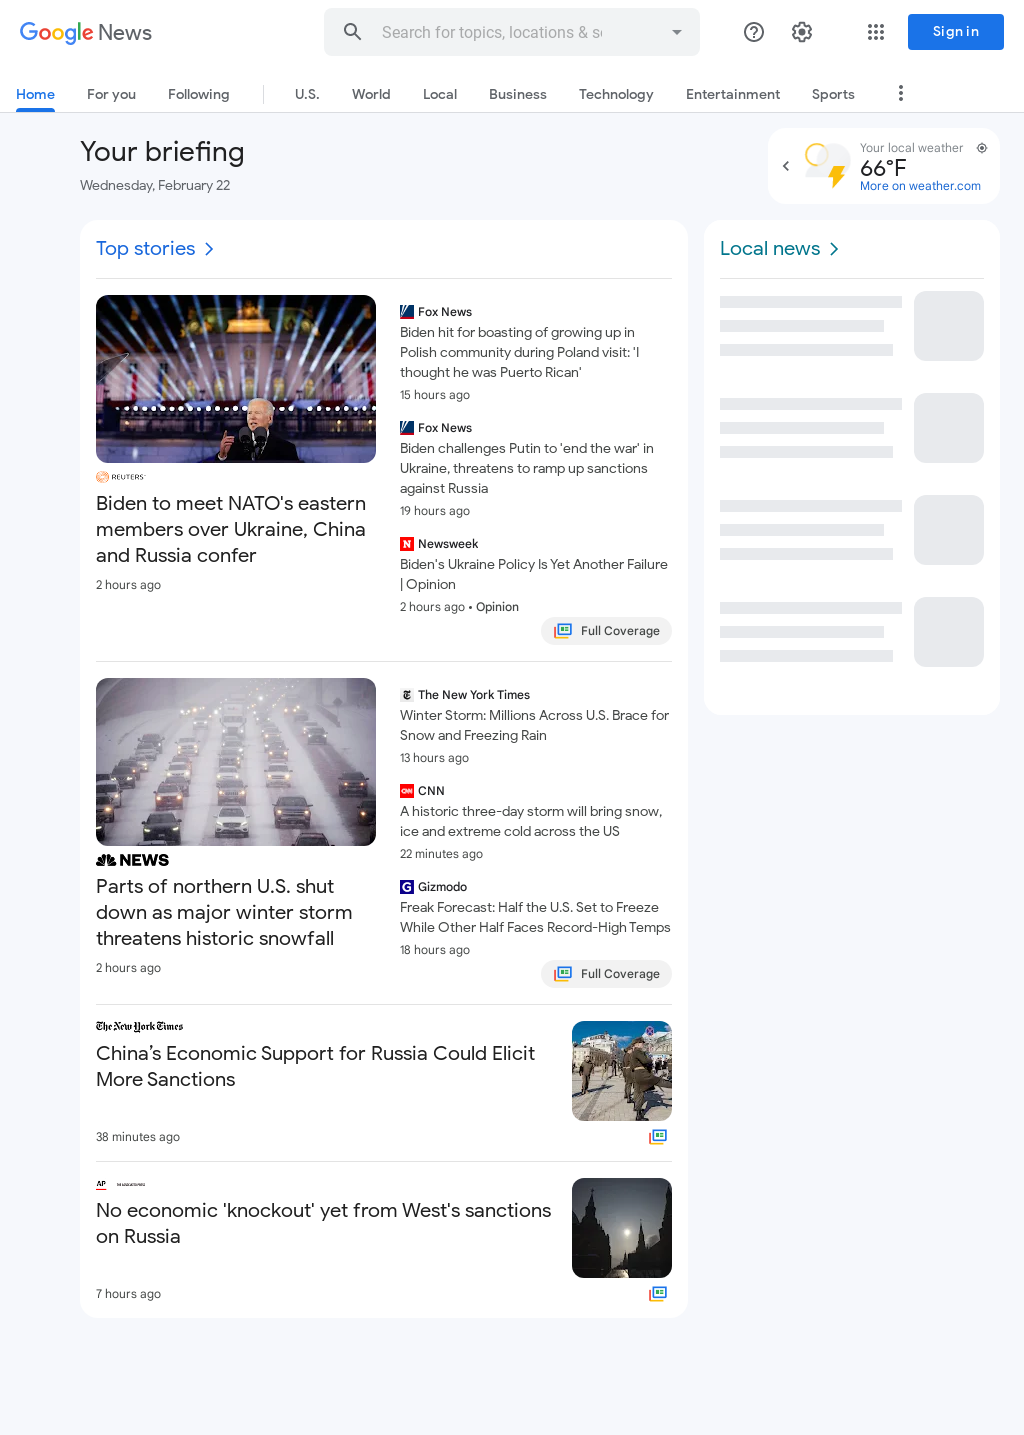 Google News
Search for topics, locations & so
Sign in
Home
For you
Following
U.S.
World
Local
Business
Technology
Entertainment
Sports
Your briefing
Wednesday, February 22
Your local weather
66°F
More on weather.com
Top stories
REUTERS
Biden to meet NATO's eastern
members over Ukraine, China
and Russia confer
2 hours ago
Fox News
Biden hit for boasting of growing up in
Polish community during Poland visit: 'I
thought he was Puerto Rican'
15 hours ago
Fox News
Biden challenges Putin to 'end the war' in
Ukraine, threatens to ramp up sanctions
against Russia
19 hours ago
N Newsweek
Biden's Ukraine Policy Is Yet Another Failure
| Opinion
2 hours ago • Opinion
Full Coverage
NEWS
Parts of northern U.S. shut
down as major winter storm
threatens historic snowfall
2 hours ago
The New York Times
Winter Storm: Millions Across U.S. Brace for
Snow and Freezing Rain
13 hours ago
CNN CNN
A historic three-day storm will bring snow,
ice and extreme cold across the US
22 minutes ago
G Gizmodo
Freak Forecast: Half the U.S. Set to Freeze
While Other Half Faces Record-High Temps
18 hours ago
Full Coverage
The New York Times
China’s Economic Support for Russia Could Elicit
More Sanctions
38 minutes ago
AP THE ASSOCIATED PRESS
No economic 'knockout' yet from West's sanctions
on Russia
7 hours ago
Local news